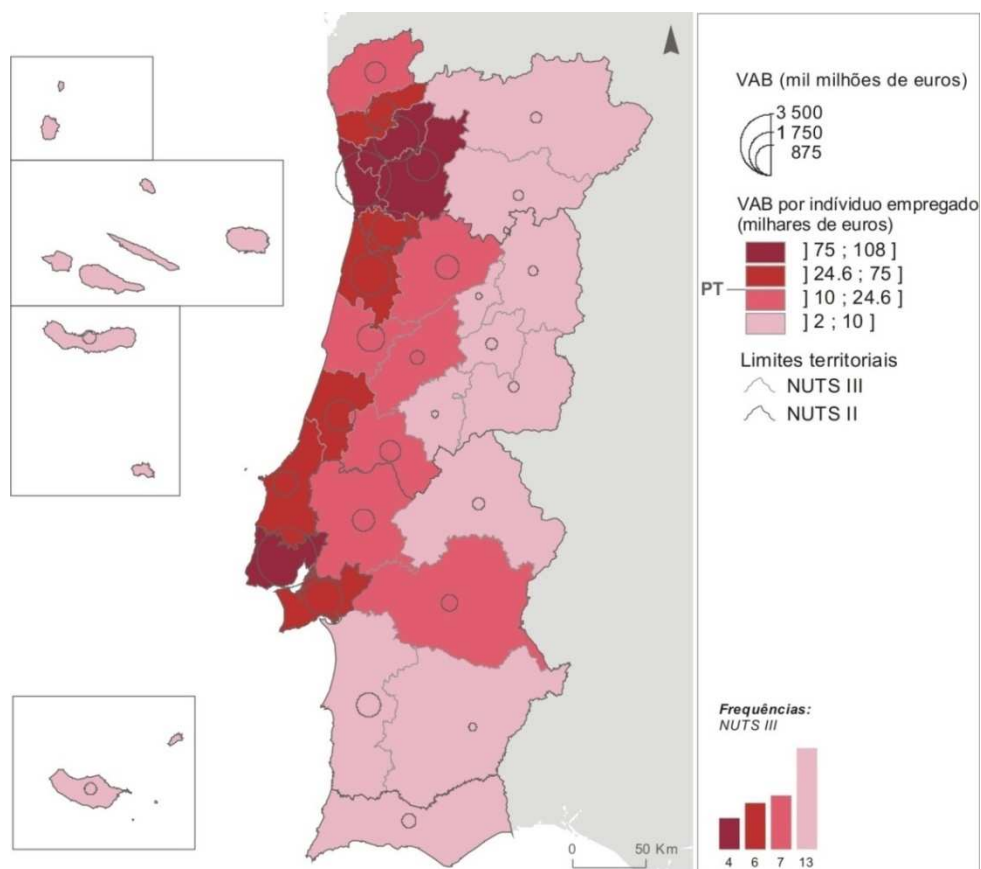 VAB (mil milhões de euros)
3 500
1 750
875
VAB por indíviduo empregado
(milhares de euros)
] 75 ; 108 ]
] 24.6 ; 75 ]
PT
] 10 ; 24.6 ]
] 2 ; 10 ]
Limites territoriais
NUTS III
NUTS II
Frequências:
NUTS III
4 6 7 13
0 50 Km